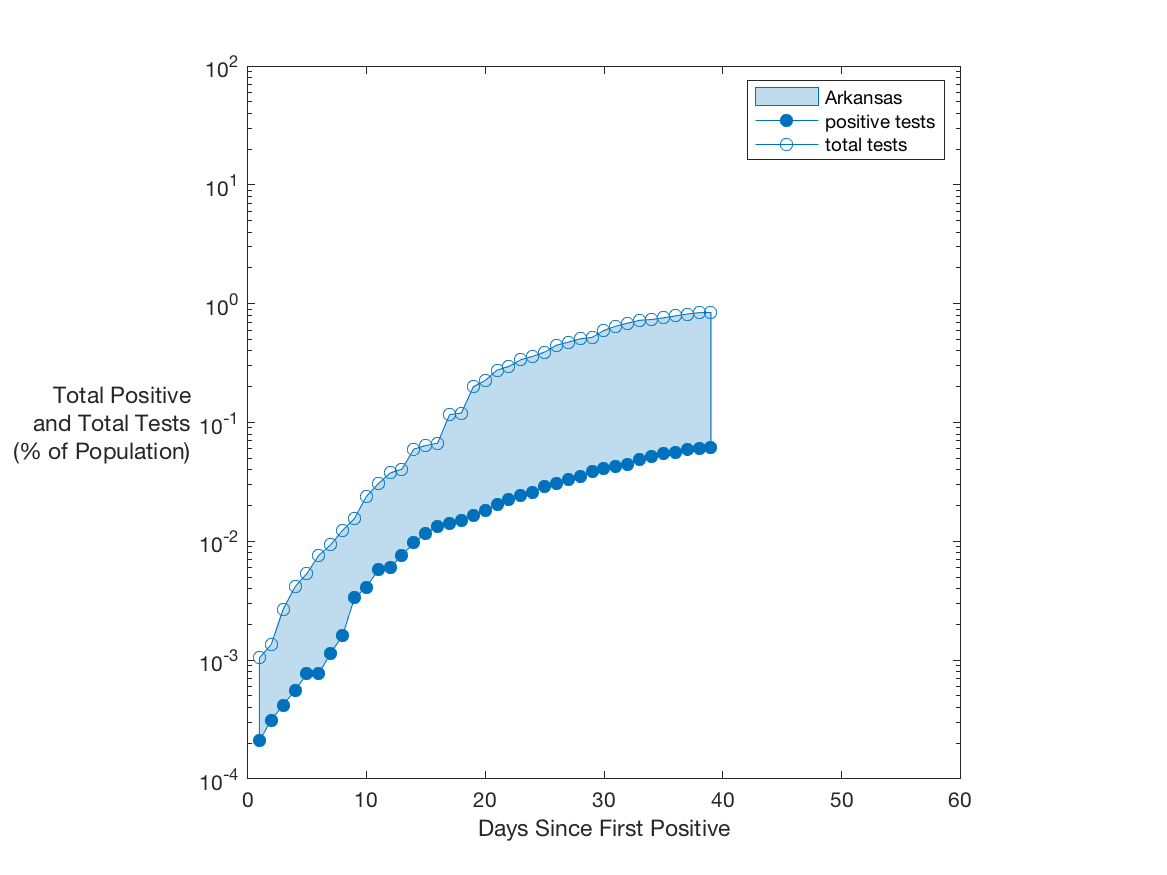 10^2
10^1
10^0
10^-1
10^-2
10^-3
10^-4
Total Positive
and Total Tests
(% of Population)
Arkansas
positive tests
total tests
0 10 20 30 40 50 60
Days Since First Positive